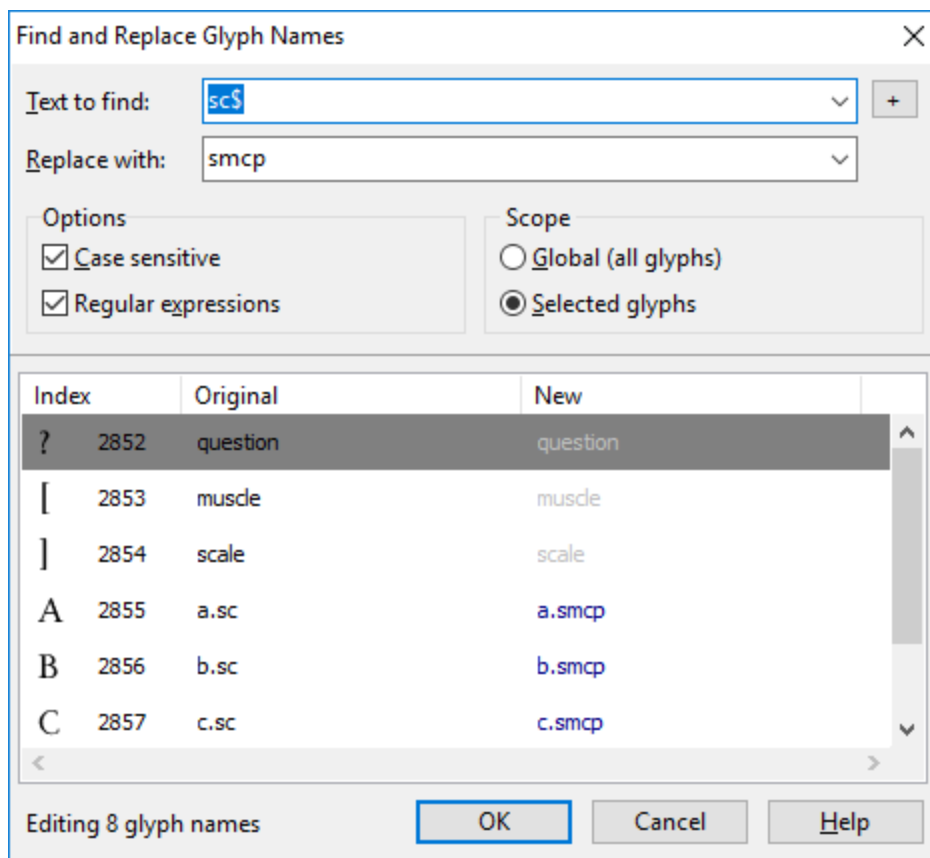 Find and Replace Glyph Names
Text to find: sc$ +
Replace with: smcp
Options Scope
Case sensitive Global (all glyphs)
Regular expressions Selected glyphs
Index Original New
? 2852 question question
[ 2853 muscle muscle
] 2854 scale scale
A 2855 a.sc a.smcp
B 2856 b.sc b.smcp
C 2857 c.sc c.smcp
Editing 8 glyph names OK Cancel Help